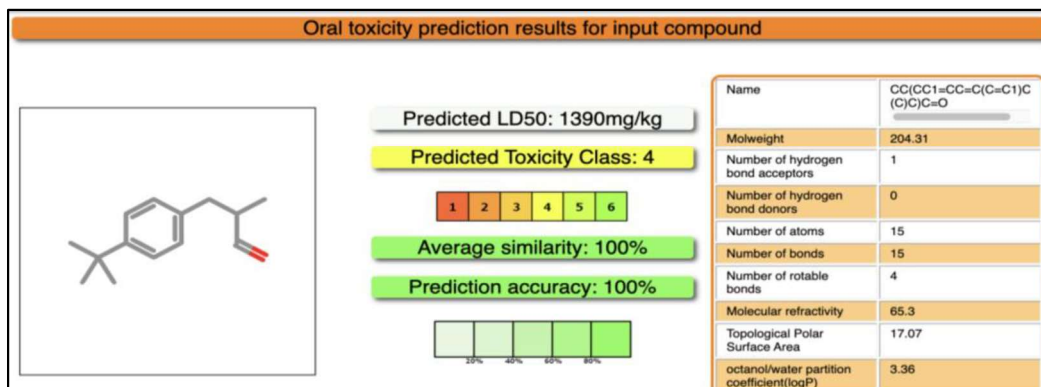 Oral toxicity prediction results for input compound
Predicted LD50: 1390mg/kg
Predicted Toxicity Class: 4
1 2 3 4 5 6
Average similarity: 100%
Prediction accuracy: 100%
20% 40% 60% 80%
Name CC(CC1=CC=C(C=C1)C
(C)C)C=O
Molweight 204.31
Number of hydrogen
bond acceptors 1
Number of hydrogen
bond donors 0
Number of atoms 15
Number of bonds 15
Number of rotable
bonds 4
Molecular refractivity 65.3
Topological Polar
Surface Area 17.07
octanol/water partition
coefficient(logP) 3.36